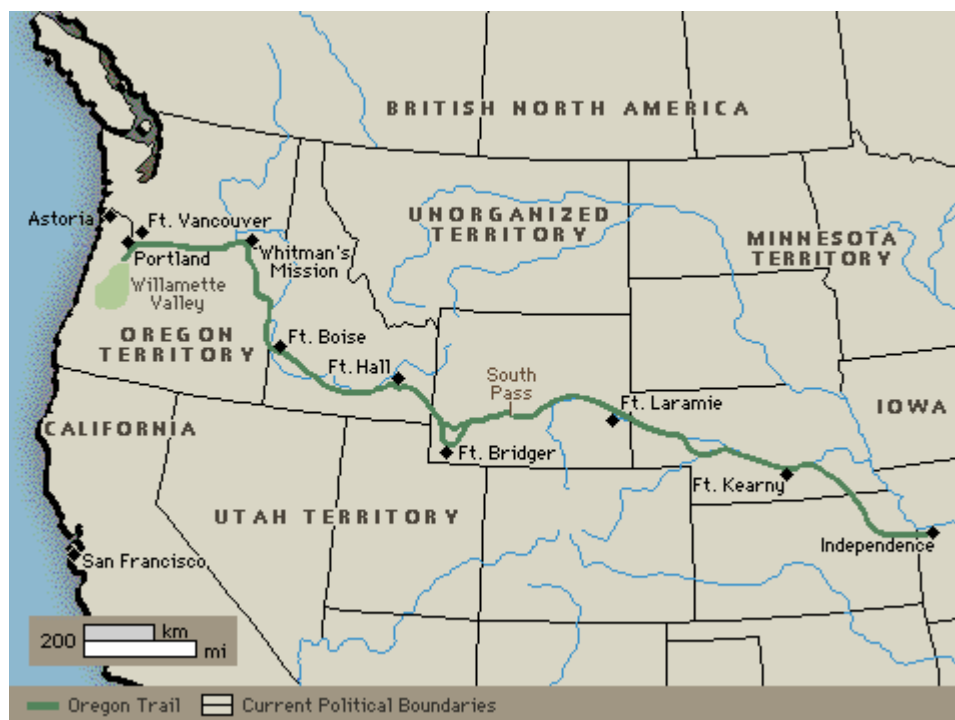 BRITISH NORTH AMERICA
UNORGANIZED
TERRITORY
Astoria
Ft. Vancouver
MINNESOTA
TERRITORY
Portland
Whitman's
Mission
Willamette
Valley
OREGON
TERRITORY
Ft. Boise
Ft. Hall
South
Pass
Ft. Laramie
IOWA
CALIFORNIA
Ft. Bridger
Ft. Kearny
UTAH TERRITORY
Independence
San Francisco
200 km
mi
Oregon Trail Current Political Boundaries